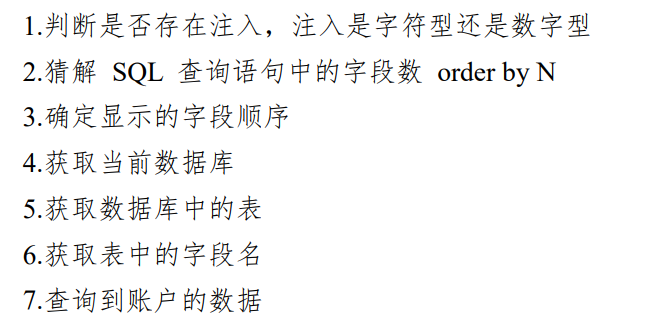 1.判断是否存在注入，注入是字符型还是数字型
2.猜解 SQL 查询语句中的字段数 order by N
3.确定显示的字段顺序
4.获取当前数据库
5.获取数据库中的表
6.获取表中的字段名
7.查询到账户的数据